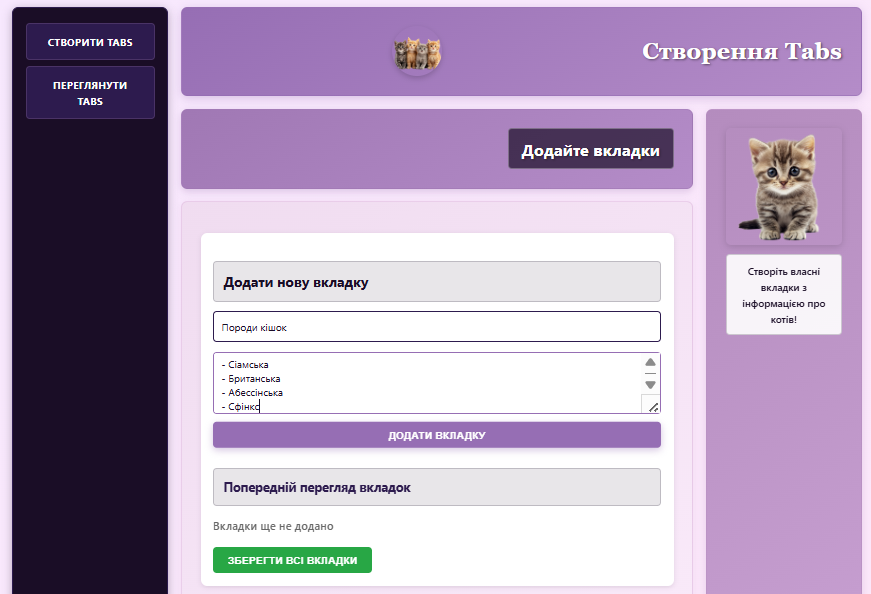 СТВОРИТИ TABS
ПЕРЕГЛЯНУТИ
TABS
Створення Tabs
Додайте вкладки
Додати нову вкладку
Породи кішок
- Сіамська
- Британська
- Абессінська
- Сфінкс
ДОДАТИ ВКЛАДКУ
Попередній перегляд вкладок
Вкладки ще не додано
ЗБЕРЕГТИ ВСІ ВКЛАДКИ
Створіть власні
вкладки з
інформацією про
котів!